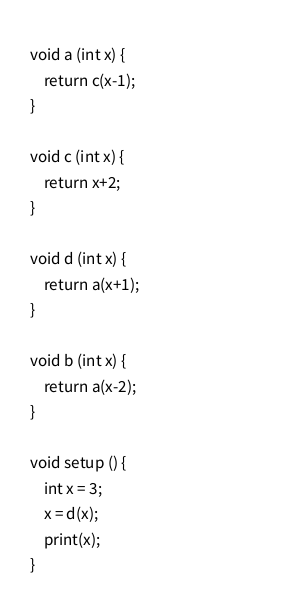 void a (int x) {
return c(x-1);
}
void c (int x) {
return x+2;
}
void d (int x) {
return a(x+1);
}
void b (int x) {
return a(x-2);
}
void setup () {
int x = 3;
x = d(x);
print(x);
}